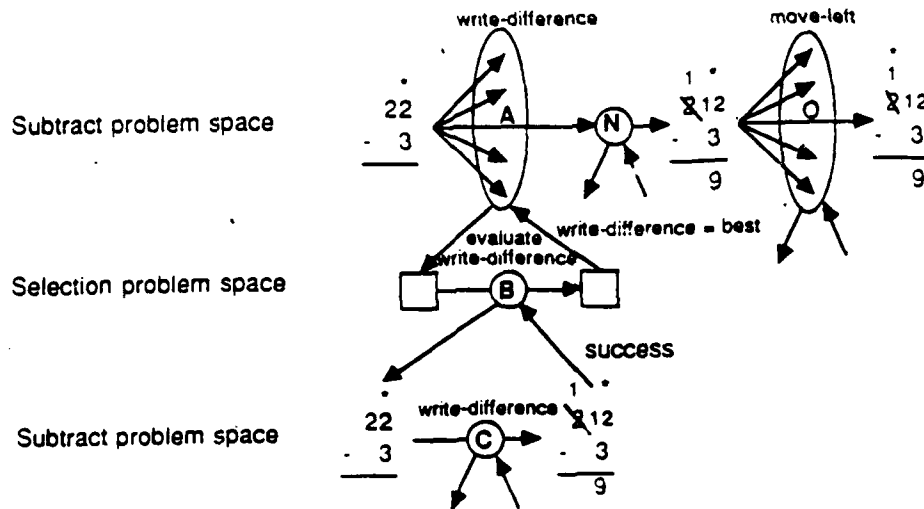 write-difference
move-left
*
1 *
1 *
Subtract problem space
22
- 3
A
N
2 12
- 3
9
O
2 12
- 3
9
write-difference = best
evaluate
write-difference
Selection problem space
B
success
*
1 *
Subtract problem space
22
- 3
write-difference
C
2 12
- 3
9